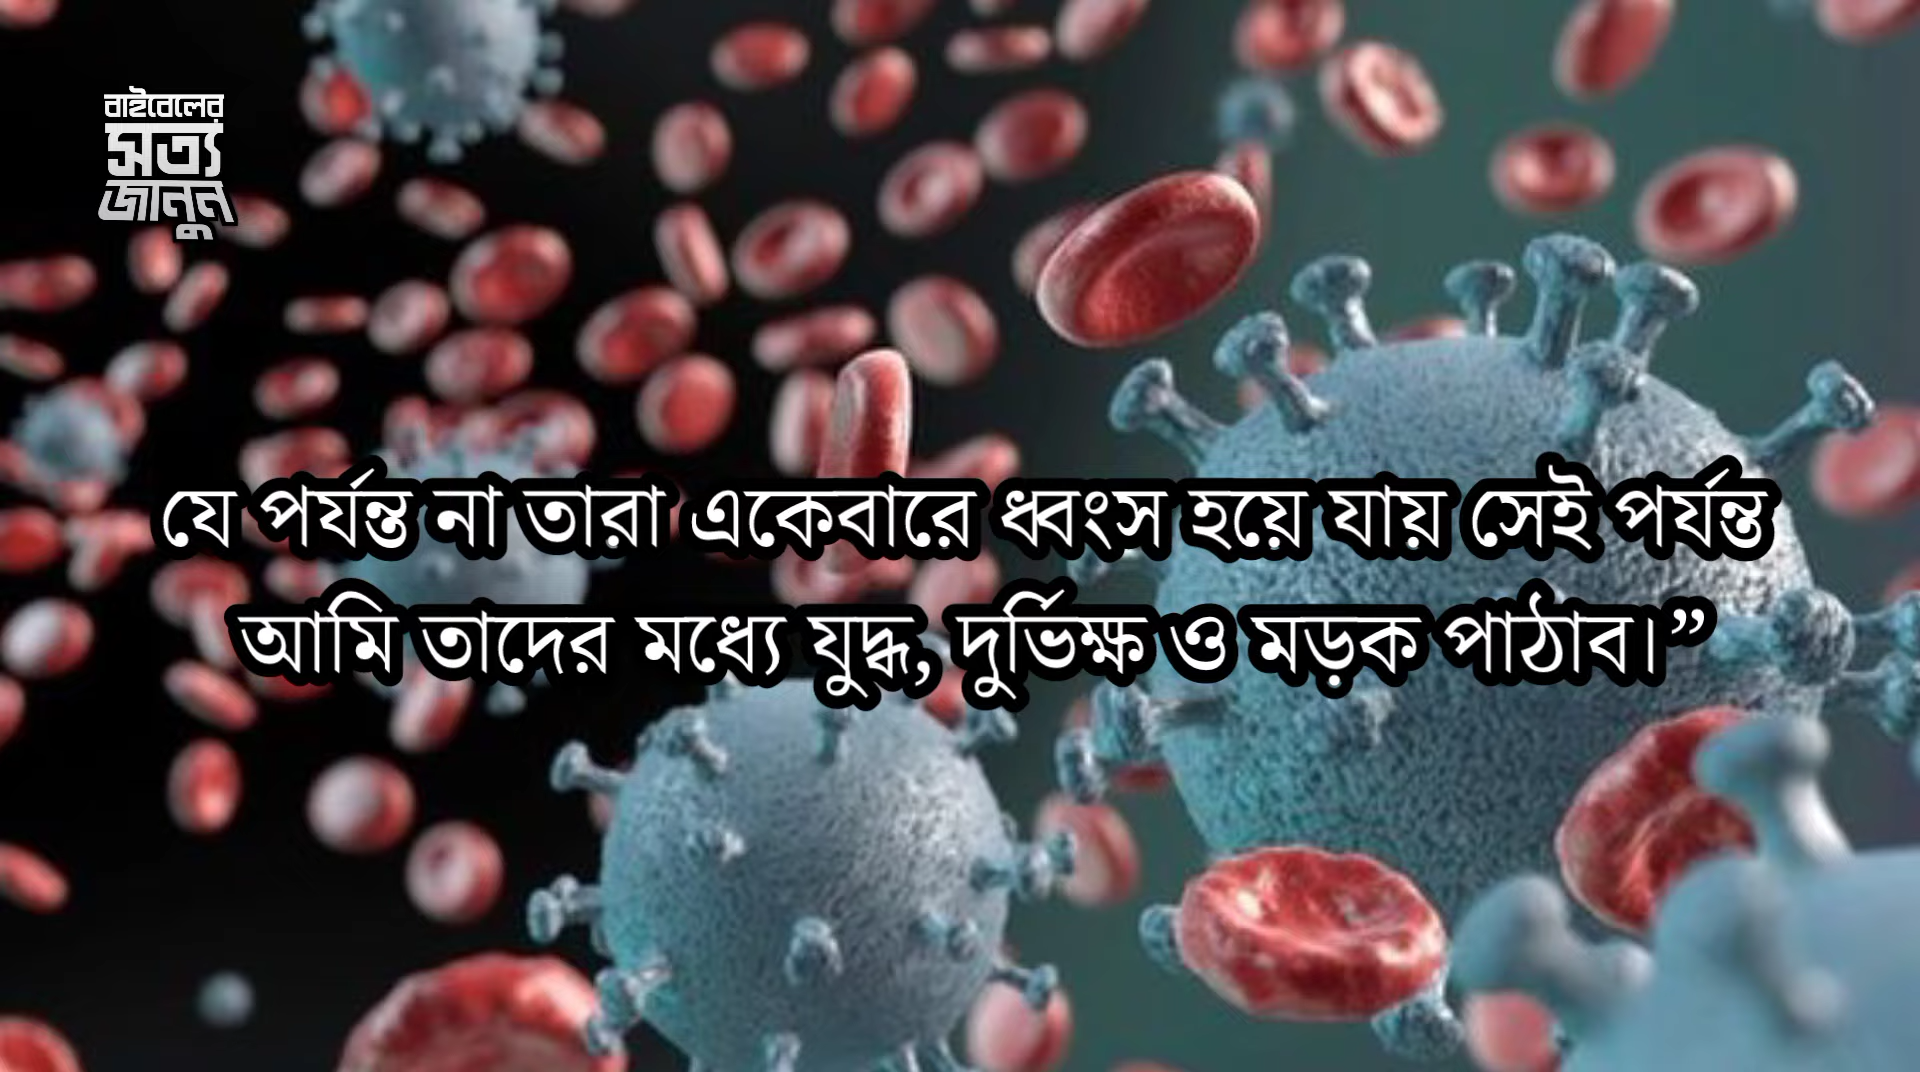 বাইবেলের
সত্য
জানুন
যে পর্যন্ত না তারা একেবারে ধ্বংস হয়ে যায় সেই পর্যন্ত
আমি তাদের মধ্যে যুদ্ধ, দুর্ভিক্ষ ও মড়ক পাঠাব।”